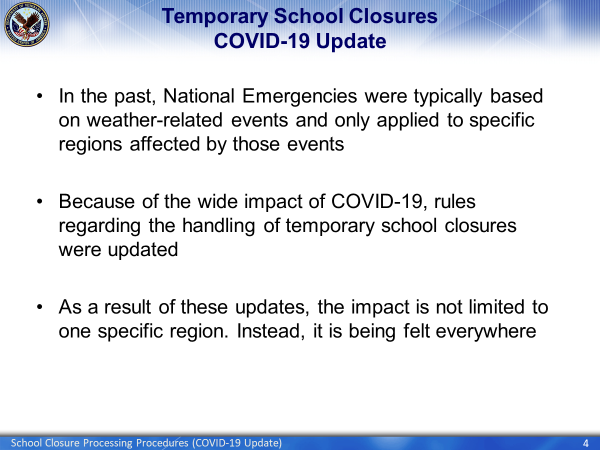 Temporary School Closures
COVID-19 Update
• In the past, National Emergencies were typically based
on weather-related events and only applied to specific
regions affected by those events
• Because of the wide impact of COVID-19, rules
regarding the handling of temporary school closures
were updated
• As a result of these updates, the impact is not limited to
one specific region. Instead, it is being felt everywhere
School Closure Processing Procedures (COVID-19 Update)
4